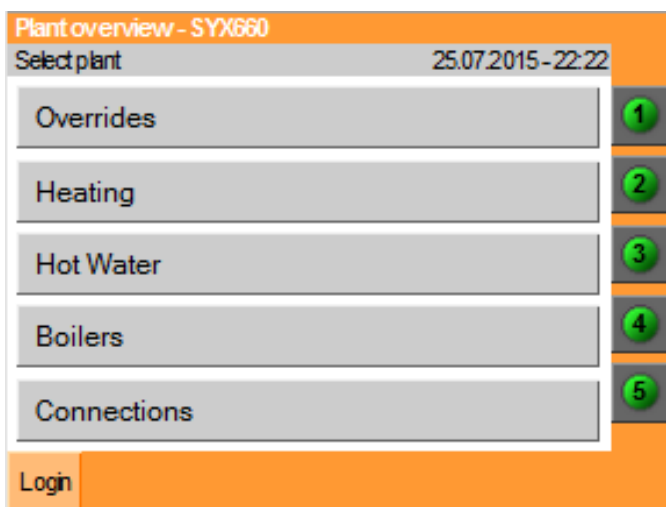 Plant overview - SYX660
Select plant 25.07.2015 - 22:22
Overrides 1
Heating 2
Hot Water 3
Boilers 4
Connections 5
Login